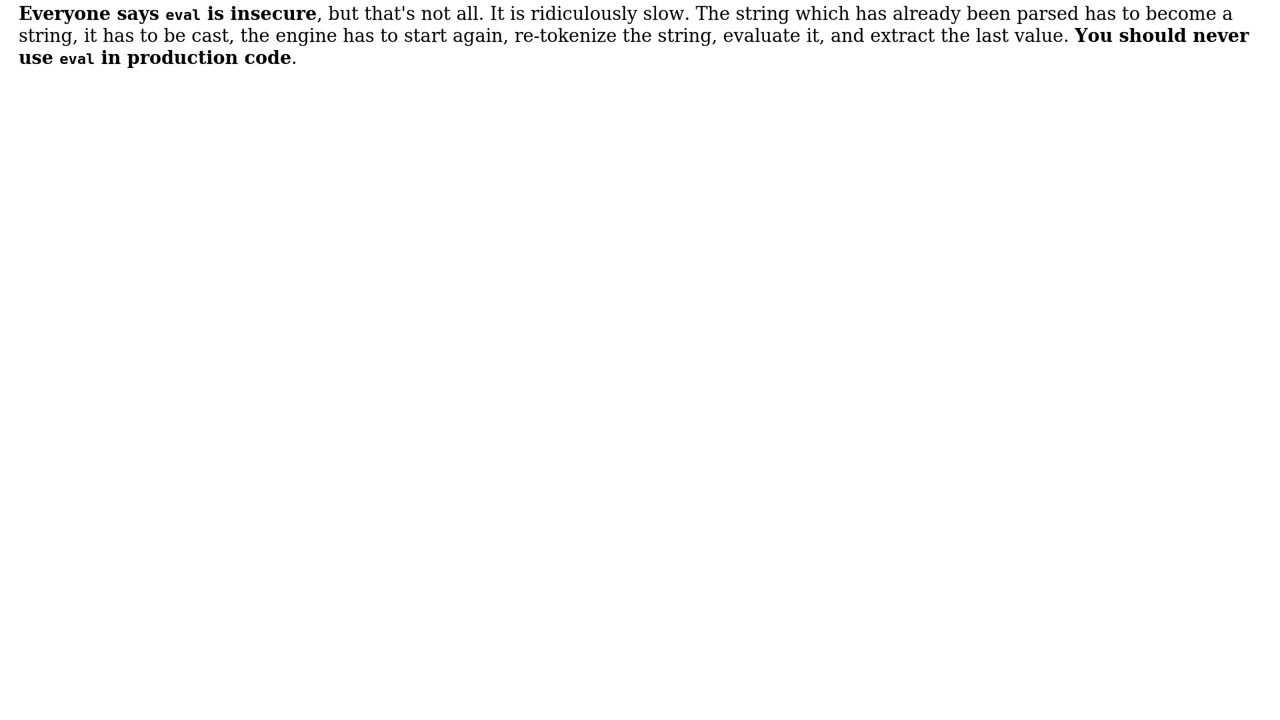 Everyone says eval is insecure, but that's not all. It is ridiculously slow. The string which has already been parsed has to become a
string, it has to be cast, the engine has to start again, re-tokenize the string, evaluate it, and extract the last value. You should never
use eval in production code.